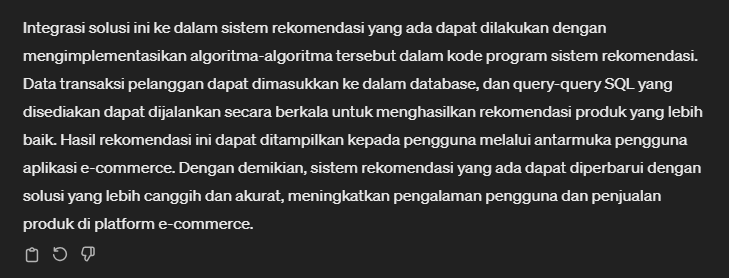 Integrasi solusi ini ke dalam sistem rekomendasi yang ada dapat dilakukan dengan
mengimplementasikan algoritma-algoritma tersebut dalam kode program sistem rekomendasi.
Data transaksi pelanggan dapat dimasukkan ke dalam database, dan query-query SQL yang
disediakan dapat dijalankan secara berkala untuk menghasilkan rekomendasi produk yang lebih
baik. Hasil rekomendasi ini dapat ditampilkan kepada pengguna melalui antarmuka pengguna
aplikasi e-commerce. Dengan demikian, sistem rekomendasi yang ada dapat diperbarui dengan
solusi yang lebih canggih dan akurat, meningkatkan pengalaman pengguna dan penjualan
produk di platform e-commerce.